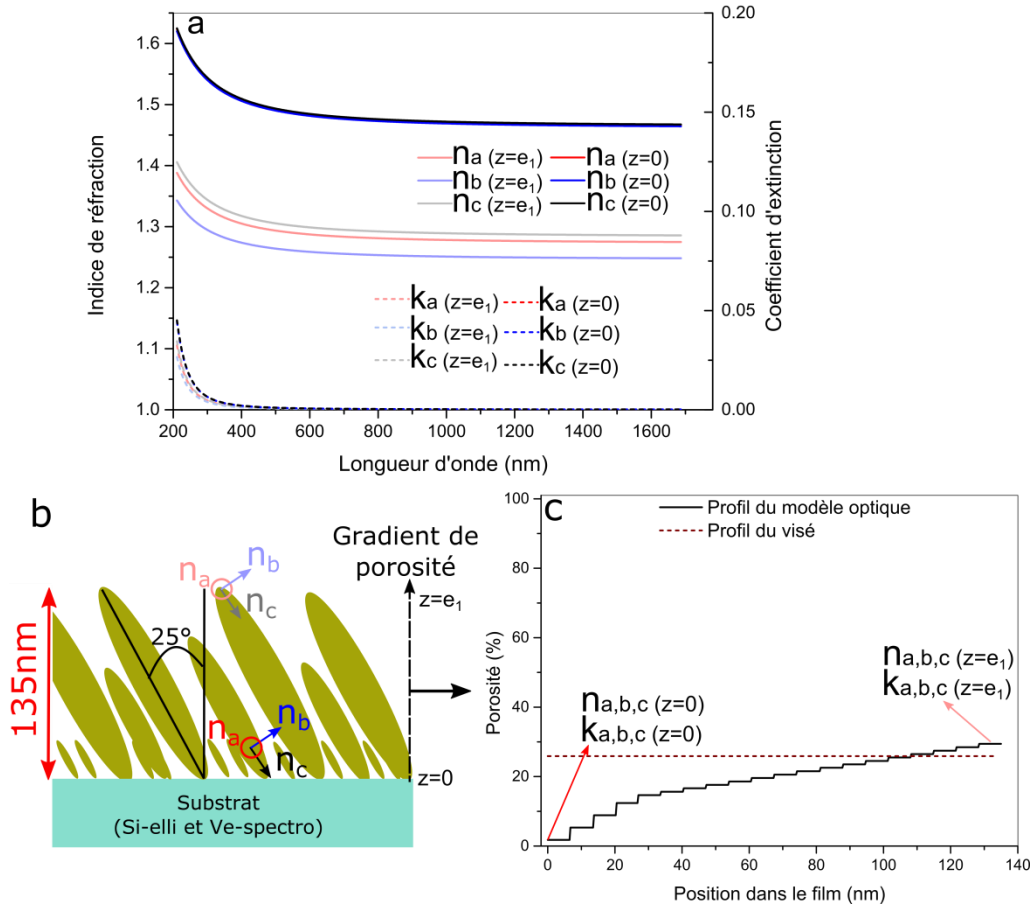 a
1.6
1.5
1.4
1.3
1.2
1.1
1.0
0.20
0.15
0.10
0.05
0.00
Indice de réfraction
Coefficient d'extinction
na (z=e1) na (z=0)
nb (z=e1) nb (z=0)
nc (z=e1) nc (z=0)
ka (z=e1) ka (z=0)
kb (z=e1) kb (z=0)
kc (z=e1) kc (z=0)
200 400 600 800 1000 1200 1400 1600
Longueur d'onde (nm)
b
Gradient de
porosité
na nb
nc
z=e1
25°
135nm
na nb
nc
z=0
Substrat
(Si-elli et Ve-spectro)
c
Profil du modèle optique
Profil du visé
100
80
60
40
20
0
Porosité (%)
na,b,c (z=e1)
ka,b,c (z=e1)
na,b,c (z=0)
ka,b,c (z=0)
0 20 40 60 80 100 120 140
Position dans le film (nm)